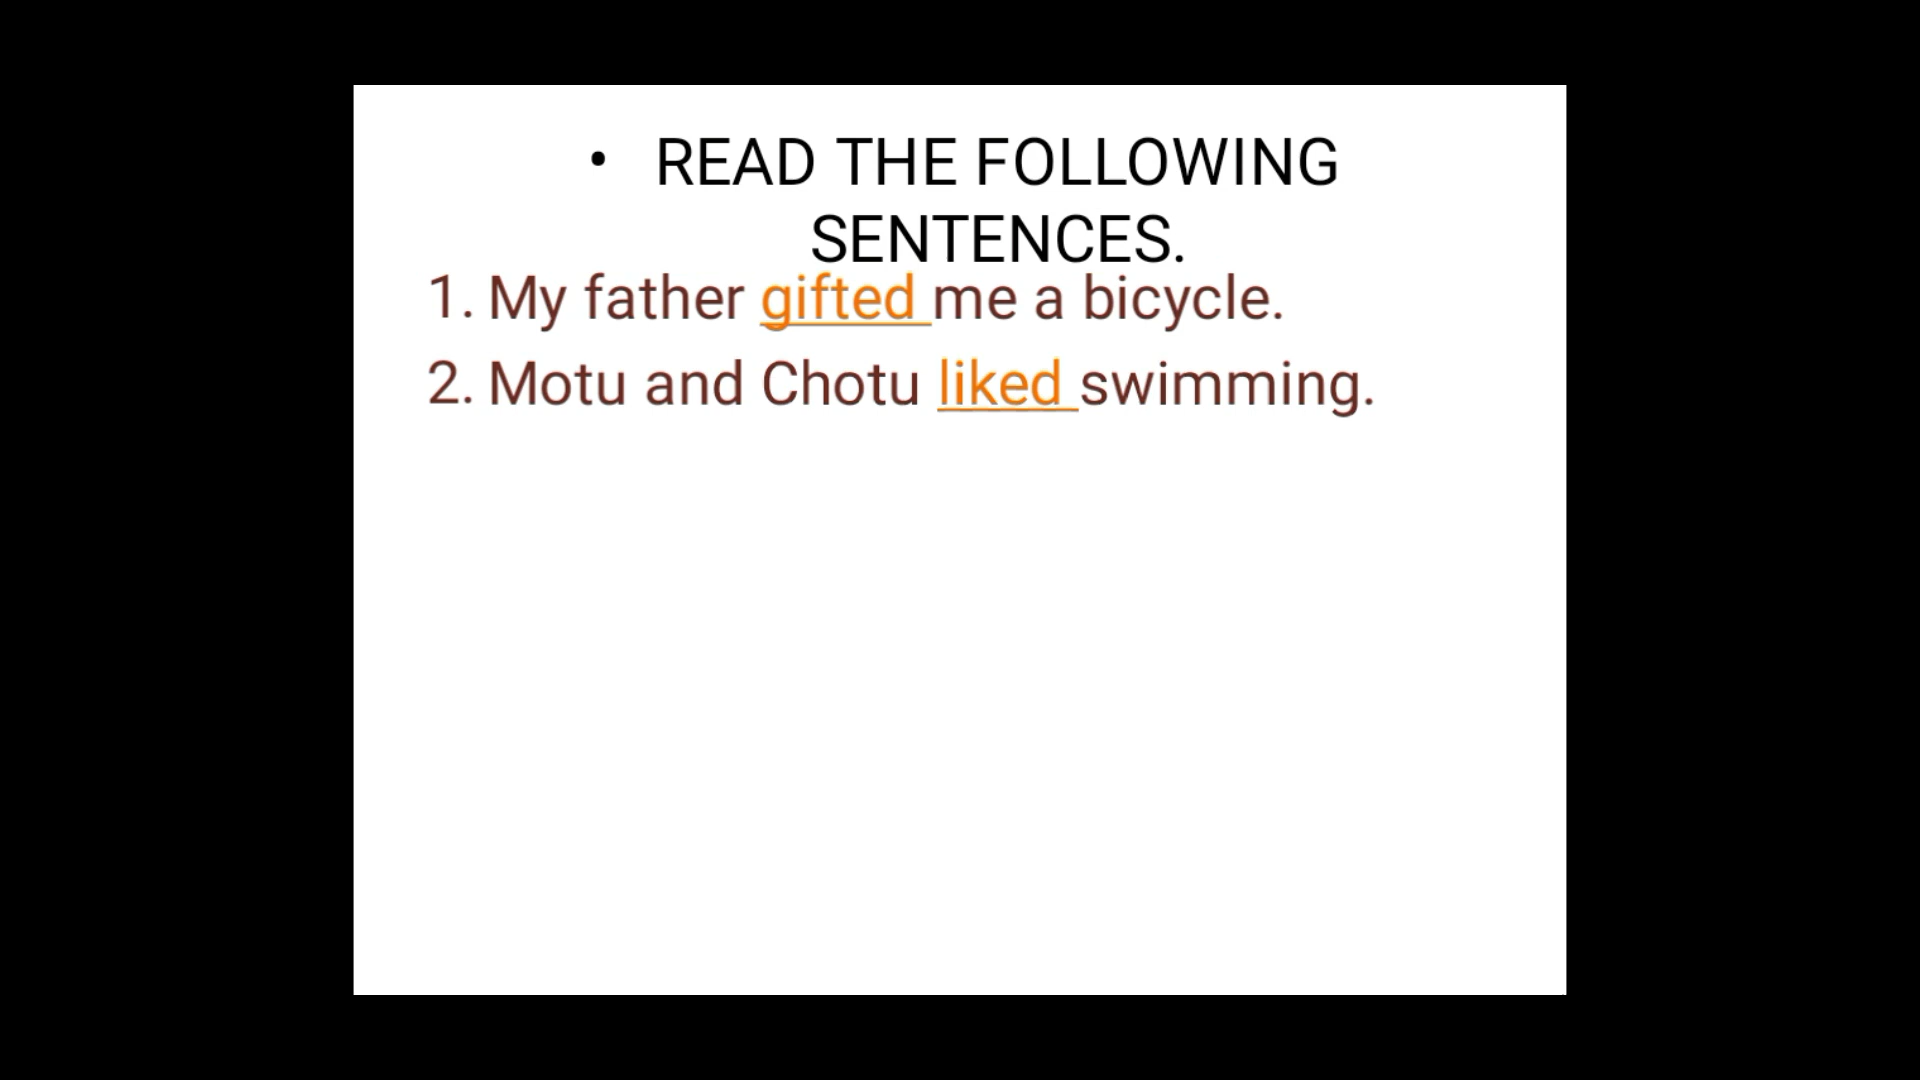 • READ THE FOLLOWING
SENTENCES.
1. My father gifted me a bicycle.
2. Motu and Chotu liked swimming.